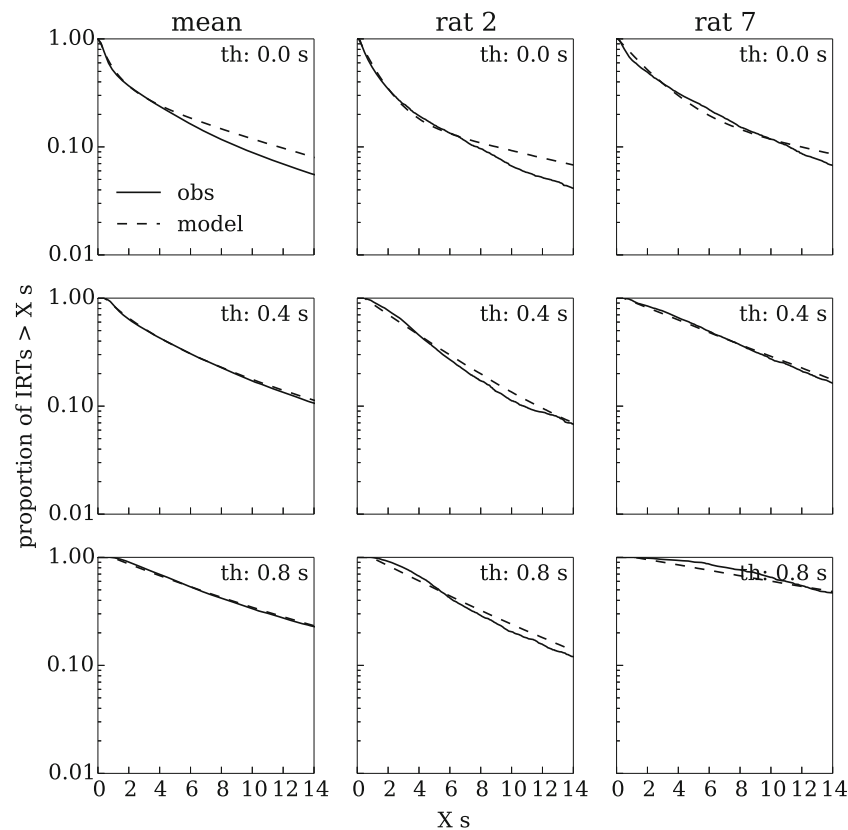 mean rat 2 rat 7
1.00 th: 0.0 s th: 0.0 s th: 0.0 s
0.10
obs
model
0.01
1.00 th: 0.4 s th: 0.4 s th: 0.4 s
0.10
0.01
1.00 th: 0.8 s th: 0.8 s th: 0.8 s
0.10
0.01
proportion of IRTs > X s
0 2 4 6 8 10 12 14 0 2 4 6 8 10 12 14 0 2 4 6 8 10 12 14
X s